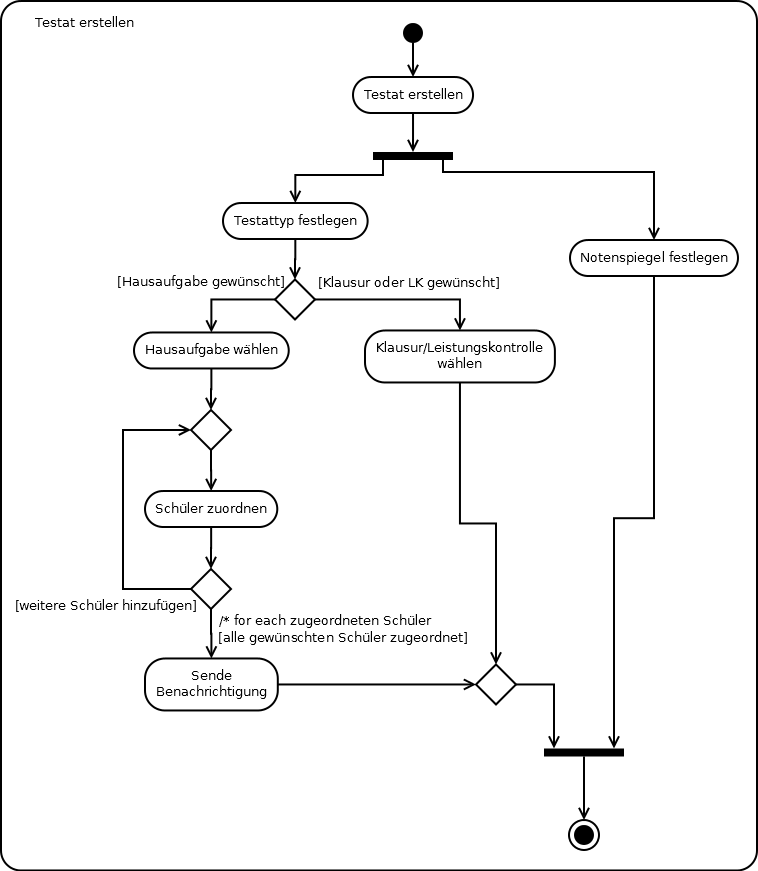 Testat erstellen
Testat erstellen
Testattyp festlegen
Notenspiegel festlegen
[Hausaufgabe gewünscht]
[Klausur oder LK gewünscht]
Hausaufgabe wählen
Klausur/Leistungskontrolle
wählen
Schüler zuordnen
[weitere Schüler hinzufügen]
/* for each zugeordneten Schüler
[alle gewünschten Schüler zugeordnet]
Sende
Benachrichtigung